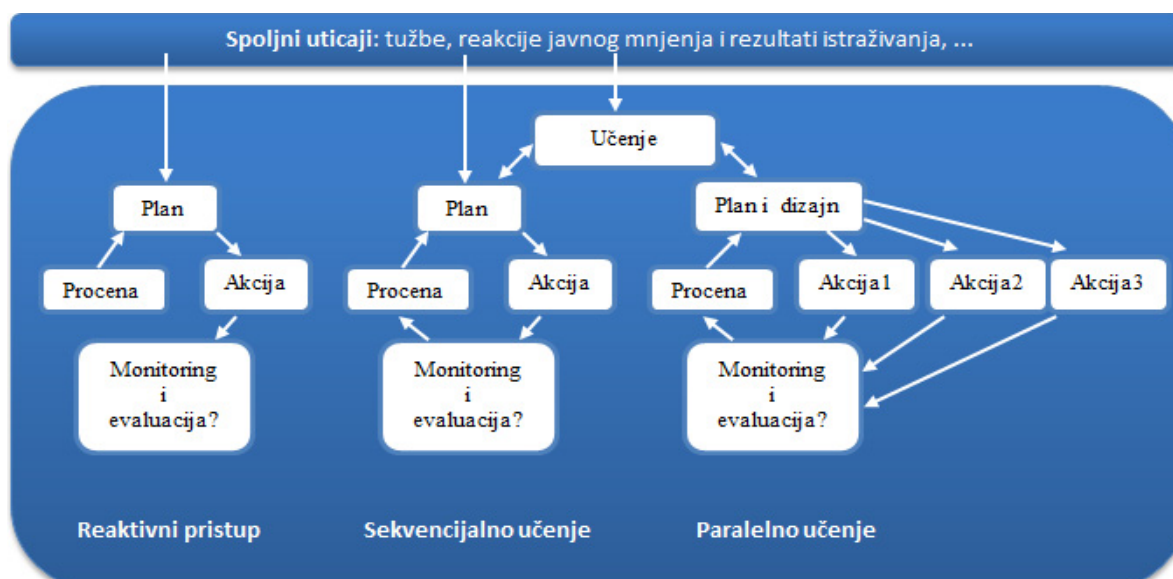 Spoljni uticaji: tužbe, reakcije javnog mnjenja i rezultati istraživanja, ...
Učenje
Plan
Procena
Akcija
Monitoring
i
evaluacija?
Reaktivni pristup
Plan
Procena
Akcija
Monitoring
i
evaluacija?
Sekvencijalno učenje
Plan i dizajn
Procena
Akcija1
Akcija2
Akcija3
Monitoring
i
evaluacija?
Paralelno učenje